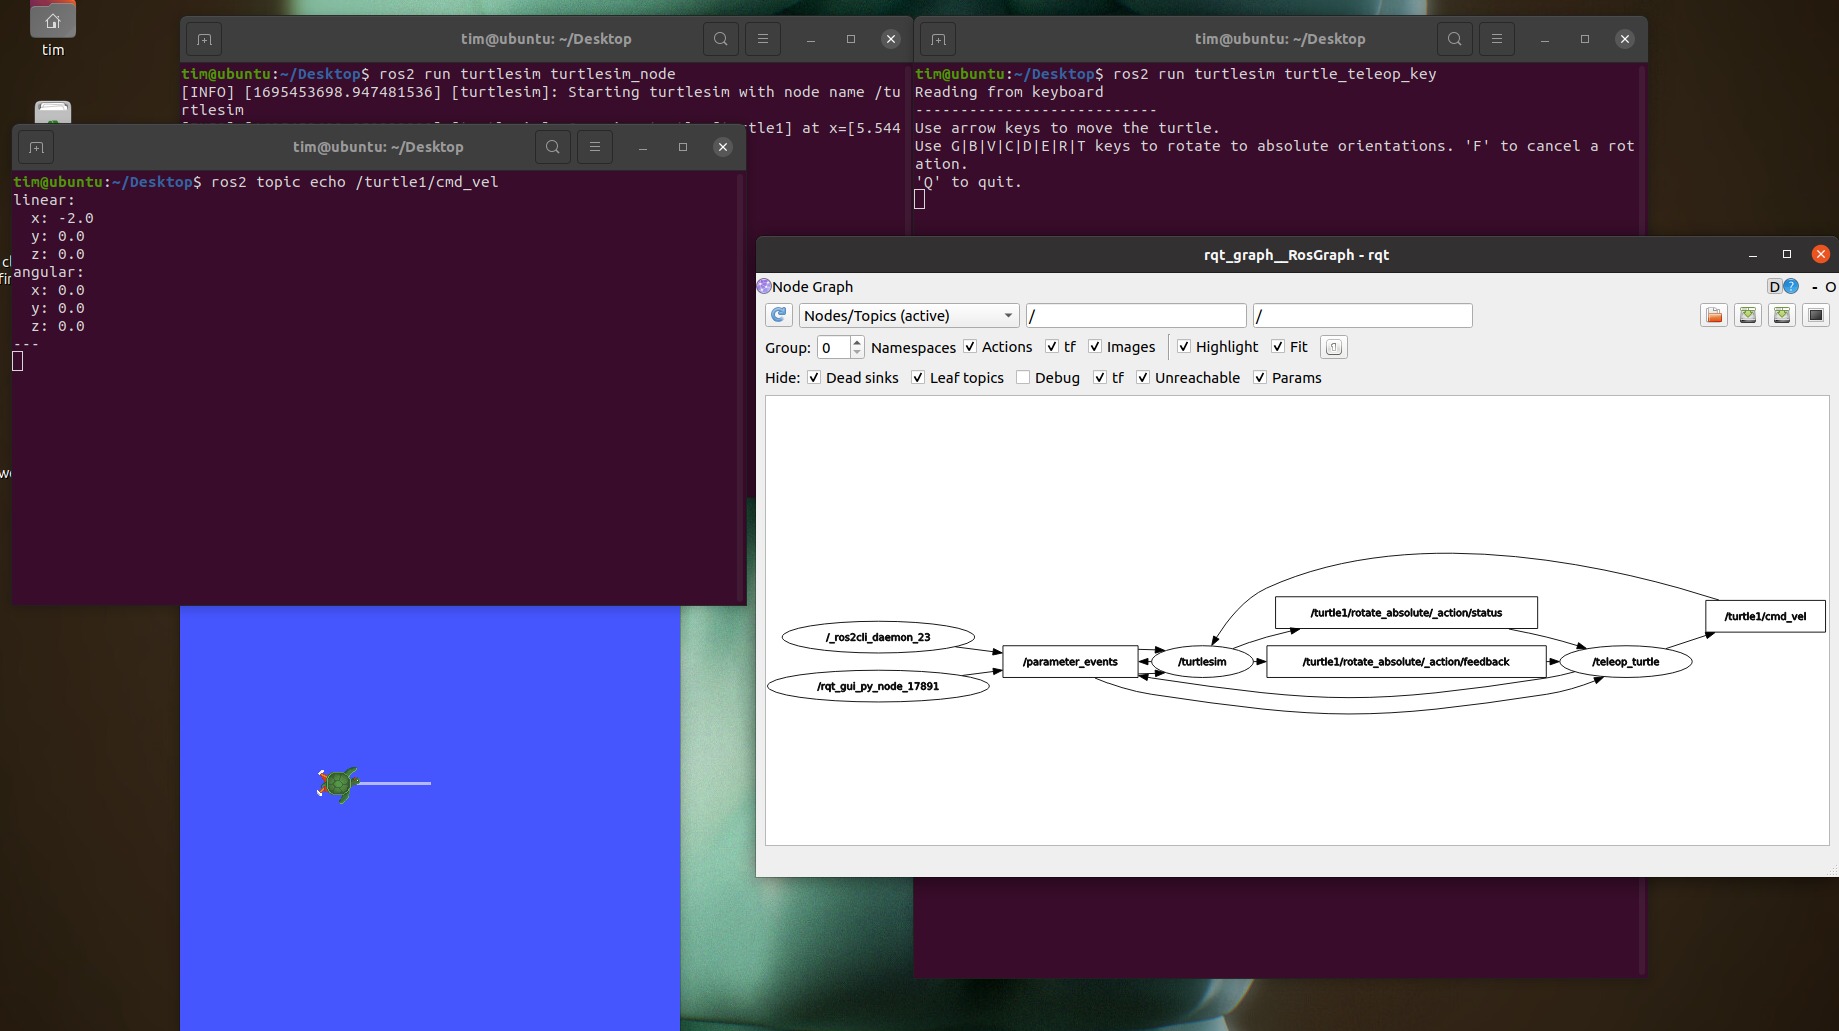 tim
tim@ubuntu: ~/Desktop
tim@ubuntu:~/Desktop$ ros2 run turtlesim turtlesim_node
[INFO] [1695453698.947481536] [turtlesim]: Starting turtlesim with node name /tu
rtlesim
rtle1] at x=[5.544
tim@ubuntu: ~/Desktop
tim@ubuntu:~/Desktop$ ros2 run turtlesim turtle_teleop_key
Reading from keyboard
---------------------------
Use arrow keys to move the turtle.
Use G|B|V|C|D|E|R|T keys to rotate to absolute orientations. 'F' to cancel a rot
ation.
'Q' to quit.
tim@ubuntu: ~/Desktop
tim@ubuntu:~/Desktop$ ros2 topic echo /turtle1/cmd_vel
linear:
  x: -2.0
  y: 0.0
  z: 0.0
angular:
  x: 0.0
  y: 0.0
  z: 0.0
---
rqt_graph__RosGraph - rqt
Node Graph
D ? - O
Nodes/Topics (active) / /
Group: 0 Namespaces Actions tf Images Highlight Fit
Hide: Dead sinks Leaf topics Debug tf Unreachable Params
/_ros2cli_daemon_23
/rqt_gui_py_node_17891
/parameter_events
/turtlesim
/turtle1/rotate_absolute/_action/status
/turtle1/rotate_absolute/_action/feedback
/teleop_turtle
/turtle1/cmd_vel